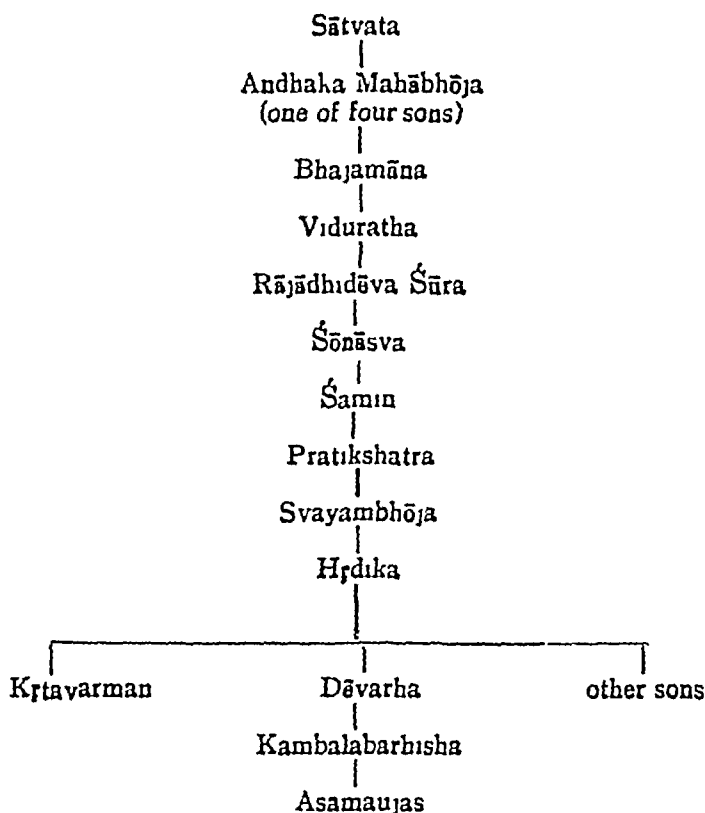 Sātvata
Andhaka Mahābhōja
(one of four sons)
Bhajamāna
Viduratha
Rājādhidēva Śūra
Śōnāsva
Śamin
Pratikshatra
Svayambhōja
Hṛdika
Kṛtavarman Dēvarha other sons
Kambalabarhisha
Asamaujas